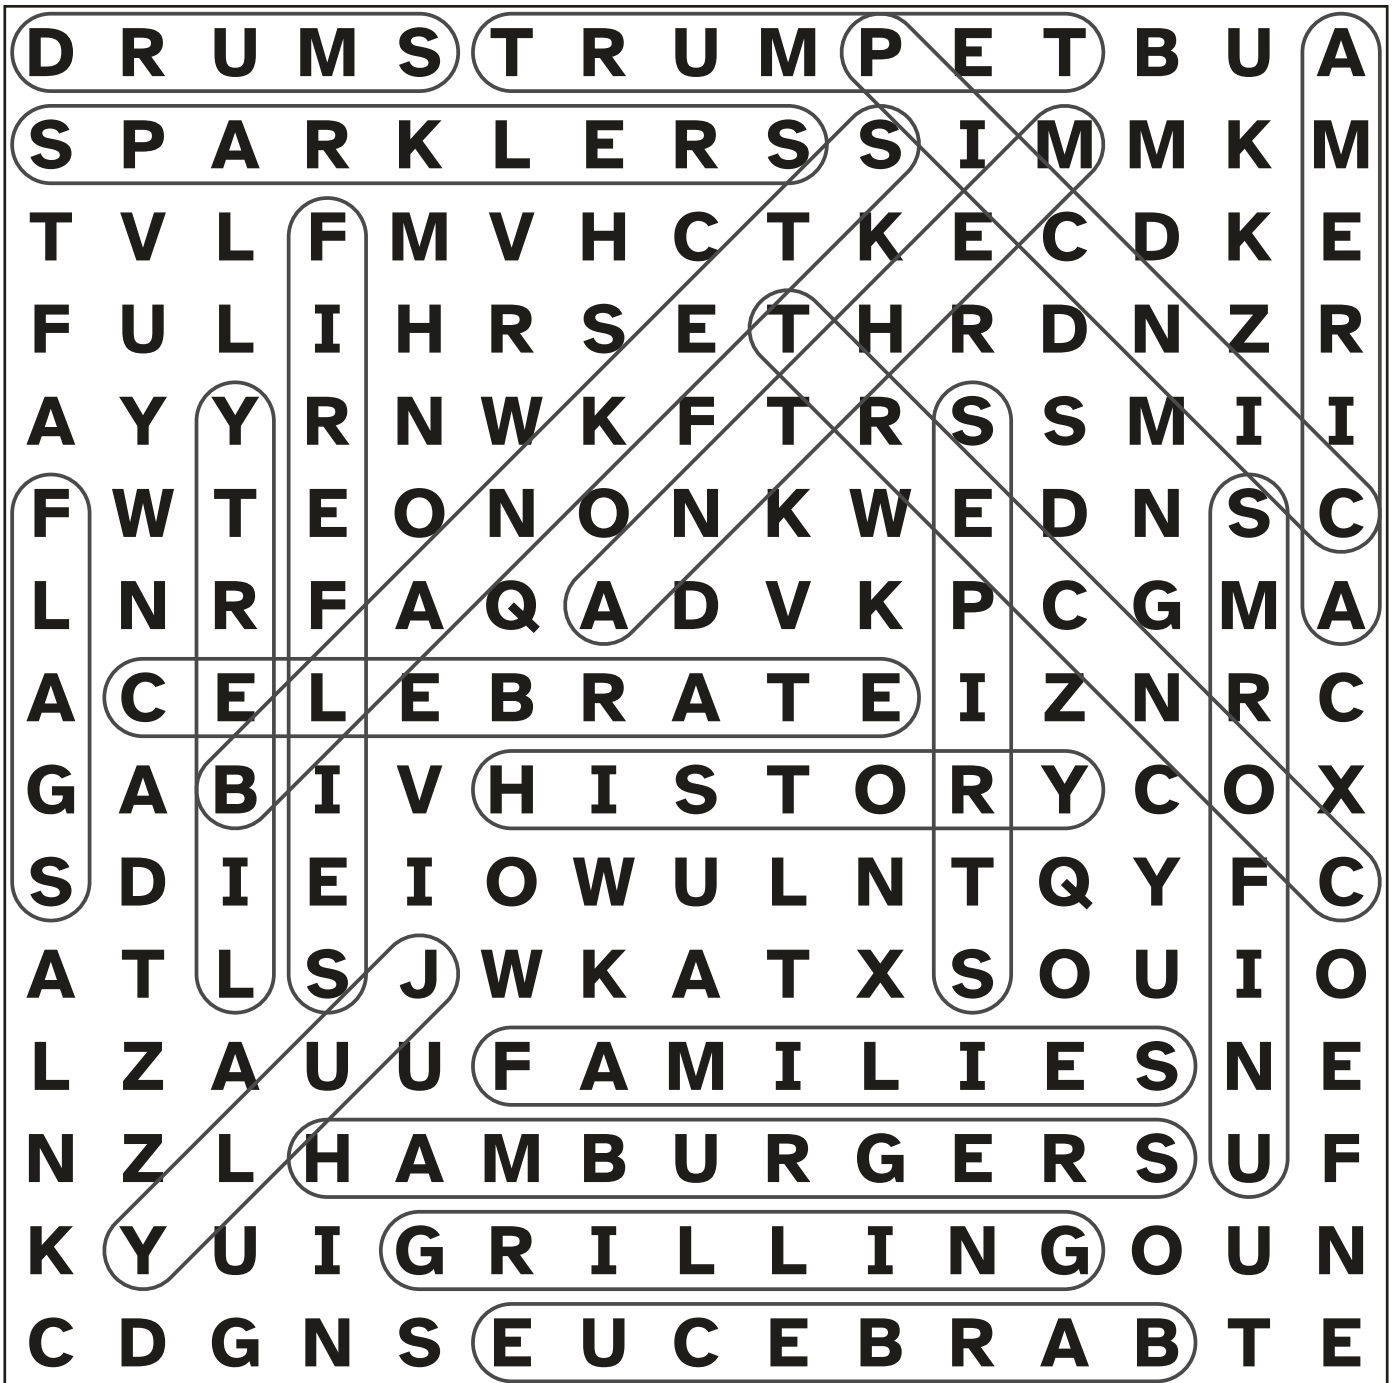 D R U M S T R U M P E T B U A
S P A R K L E R S S I M M K M
T V L F M V H C T K E C D K E
F U L I H R S E T H R D N Z R
A Y Y R N W K F T R S S M I I
F W T E O N O N K W E D N S C
L N R F A Q A D V K P C G M A
A C E L E B R A T E I Z N R C
G A B I V H I S T O R Y C O X
S D I E I O W U L N T Q Y F C
A T L S J W K A T X S O U I O
L Z A U U F A M I L I E S N E
N Z L H A M B U R G E R S U F
K Y U I G R I L L I N G O U N
C D G N S E U C E B R A B T E